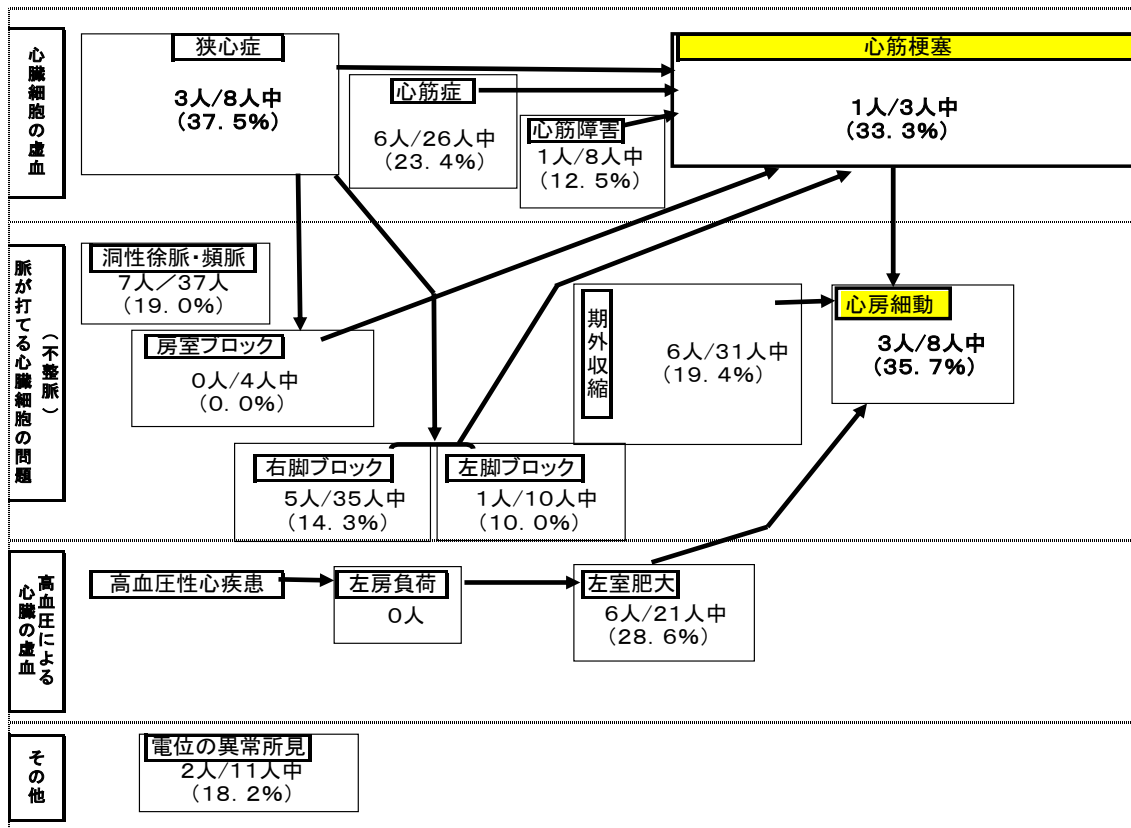 心臓細胞の虚血
狭心症
3人/8人中
(37.5%)
心筋症
6人/26人中
(23.4%)
心筋障害
1人/8人中
(12.5%)
心筋梗塞
1人/3人中
(33.3%)
脈が打てる心臓細胞の問題
(不整脈)
洞性徐脈・頻脈
7人/37人
(19.0%)
房室ブロック
0人/4人中
(0.0%)
右脚ブロック
5人/35人中
(14.3%)
左脚ブロック
1人/10人中
(10.0%)
期外収縮
6人/31人中
(19.4%)
心房細動
3人/8人中
(35.7%)
高血圧による
心臓の虚血
高血圧性心疾患
左房負荷
0人
左室肥大
6人/21人中
(28.6%)
その他
電位の異常所見
2人/11人中
(18.2%)